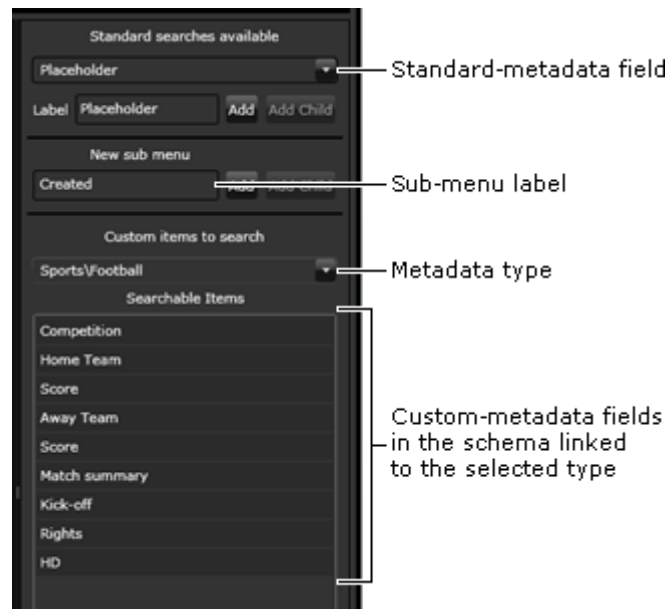 Standard searches available
Placeholder
Standard-metadata field
Label Placeholder Add Add Child
New sub menu
Created Add Add Child
Sub-menu label
Custom items to search
Sports\Football
Metadata type
Searchable Items
Competition
Home Team
Score
Away Team
Score
Match summary
Kick-off
Rights
HD
Custom-metadata fields
in the schema linked
to the selected type